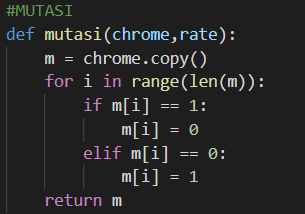 #MUTASI
def mutasi(chrome,rate):
    m = chrome.copy()
    for i in range(len(m)):
        if m[i] == 1:
            m[i] = 0
        elif m[i] == 0:
            m[i] = 1
    return m